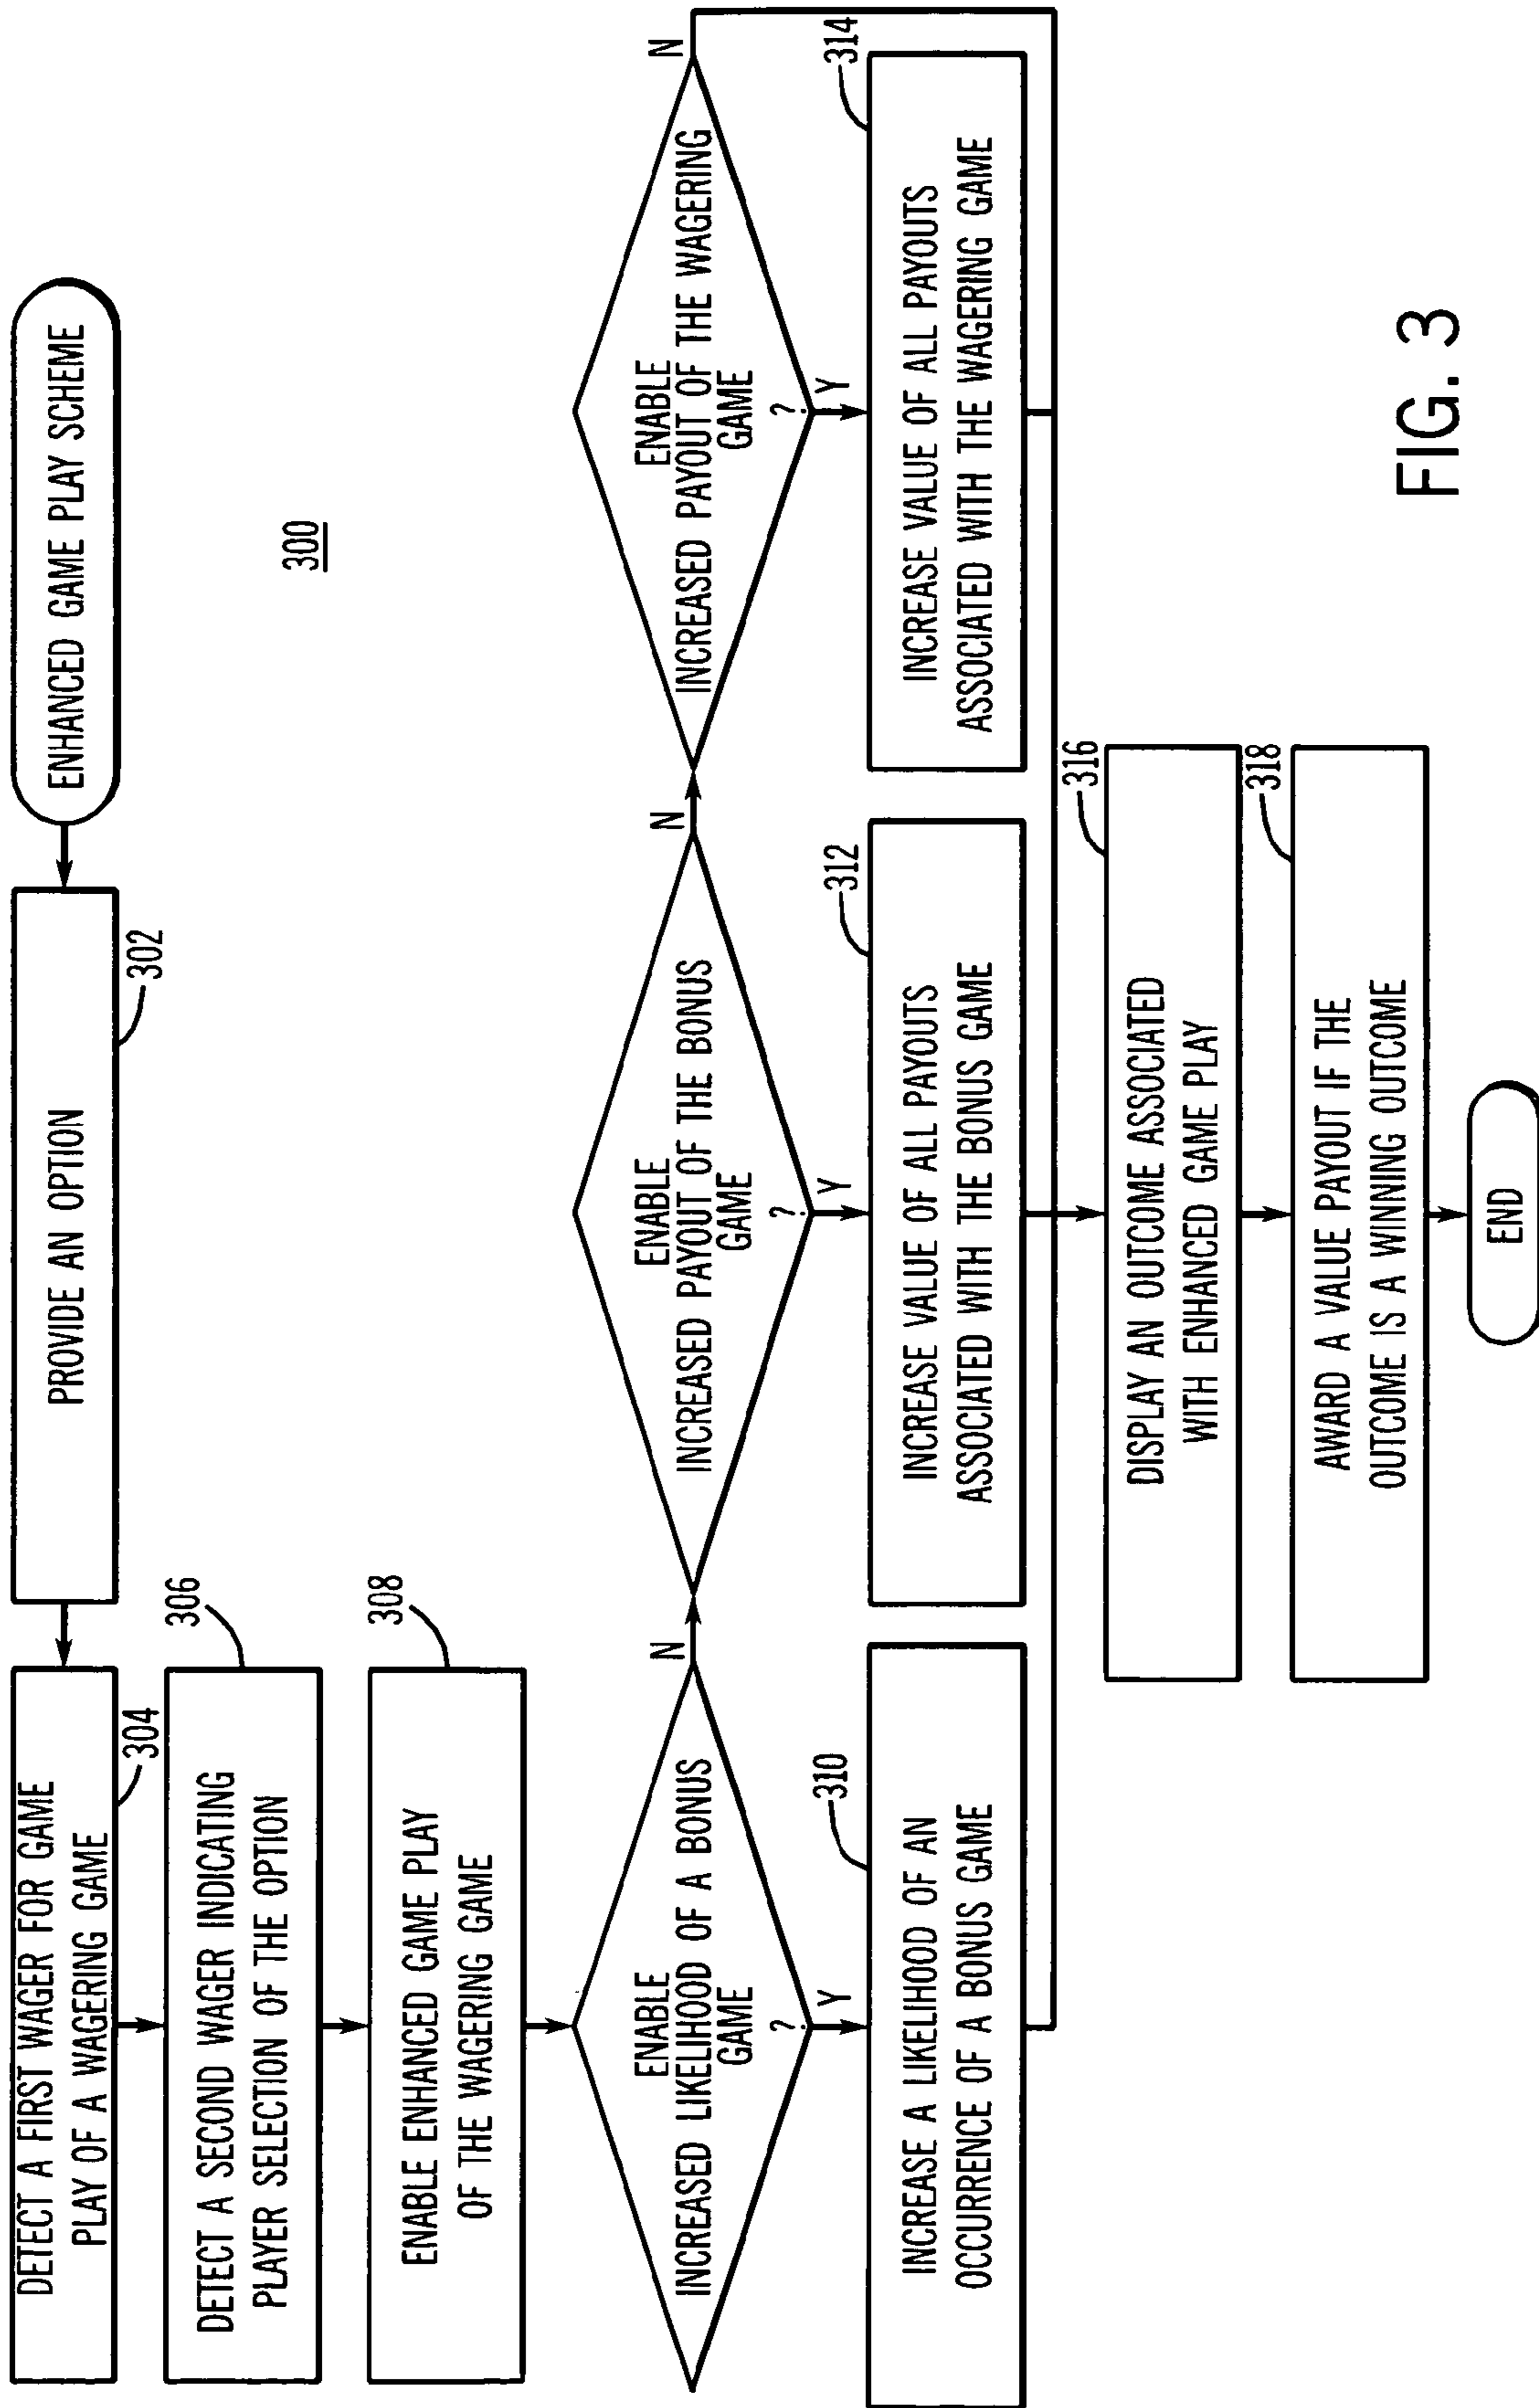 ENHANCED GAME PLAY SCHEME
300
PROVIDE AN OPTION
302
DETECT A FIRST WAGER FOR GAME
PLAY OF A WAGERING GAME
304
DETECT A SECOND WAGER INDICATING
PLAYER SELECTION OF THE OPTION
306
ENABLE ENHANCED GAME PLAY
OF THE WAGERING GAME
308
ENABLE
INCREASED LIKELIHOOD OF A BONUS
GAME
?
N
Y
INCREASE A LIKELIHOOD OF AN
OCCURRENCE OF A BONUS GAME
310
ENABLE
INCREASED PAYOUT OF THE BONUS
GAME
?
N
Y
INCREASE VALUE OF ALL PAYOUTS
ASSOCIATED WITH THE BONUS GAME
312
ENABLE
INCREASED PAYOUT OF THE WAGERING
GAME
?
N
Y
INCREASE VALUE OF ALL PAYOUTS
ASSOCIATED WITH THE WAGERING GAME
314
DISPLAY AN OUTCOME ASSOCIATED
WITH ENHANCED GAME PLAY
316
AWARD A VALUE PAYOUT IF THE
OUTCOME IS A WINNING OUTCOME
318
END
FIG. 3